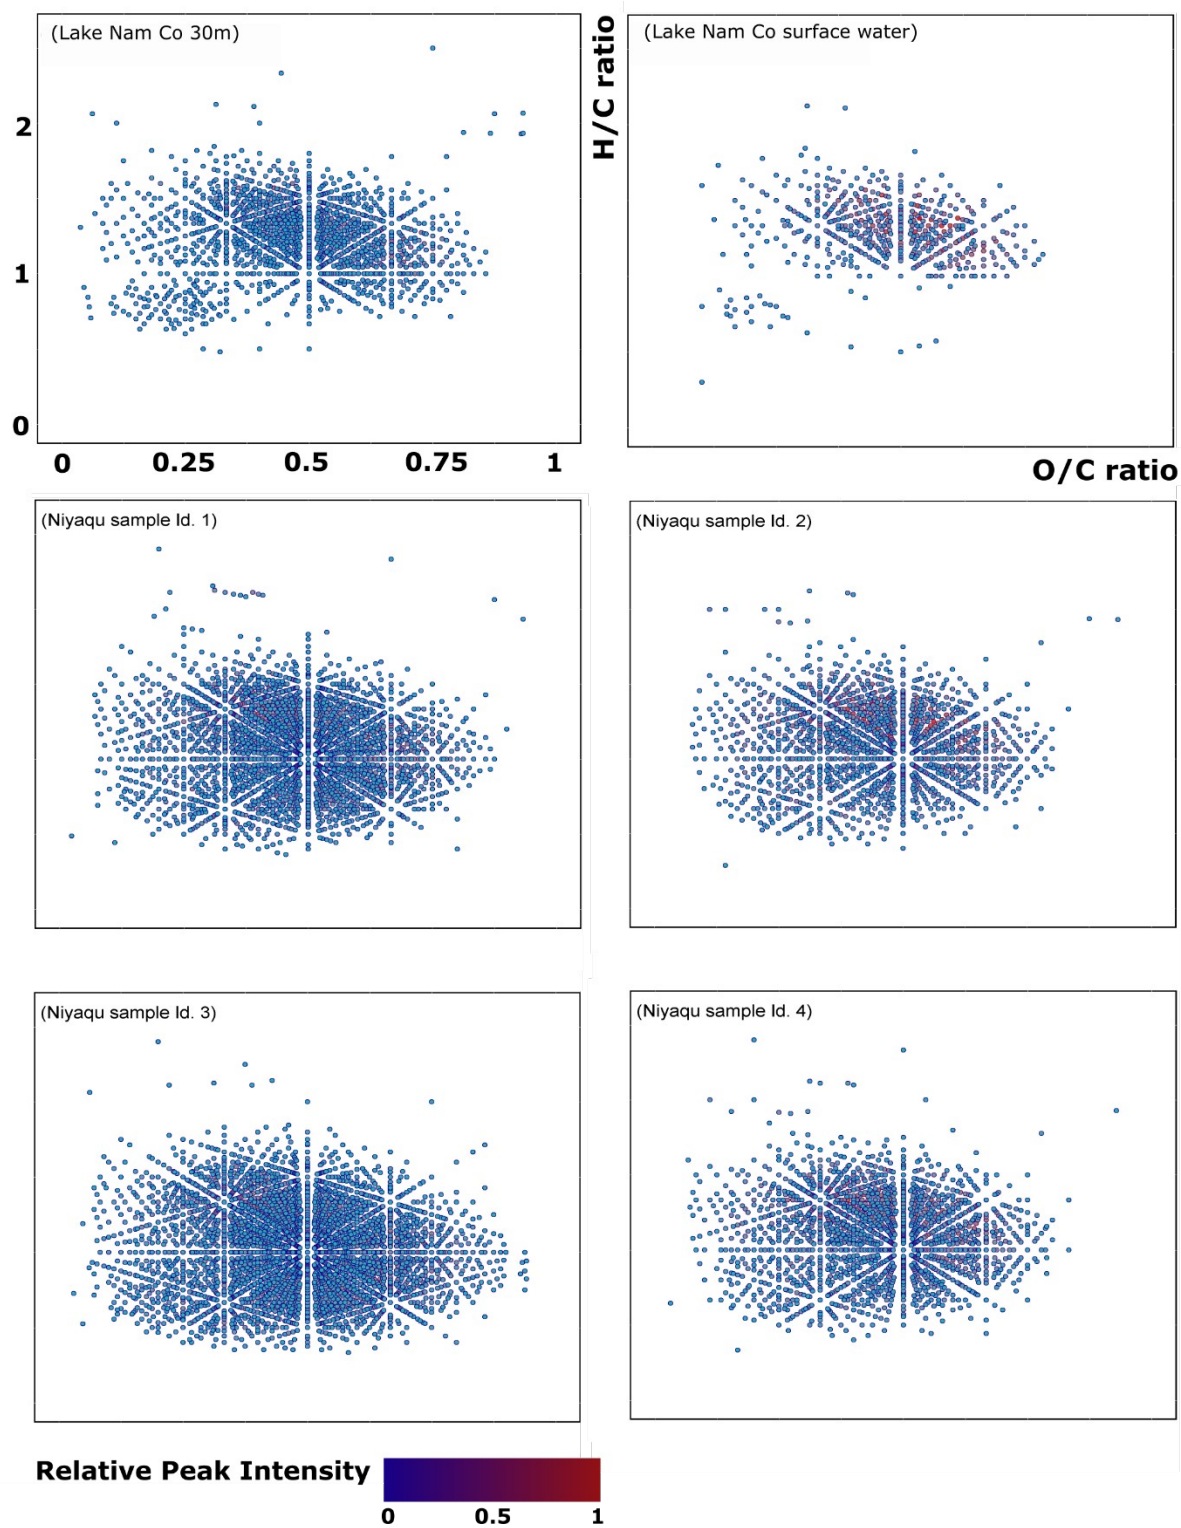 (Lake Nam Co 30m)
H/C ratio
(Lake Nam Co surface water)
2
1
0
0 0.25 0.5 0.75 1
O/C ratio
(Niyaqu sample Id. 1)
(Niyaqu sample Id. 2)
(Niyaqu sample Id. 3)
(Niyaqu sample Id. 4)
Relative Peak Intensity
0 0.5 1